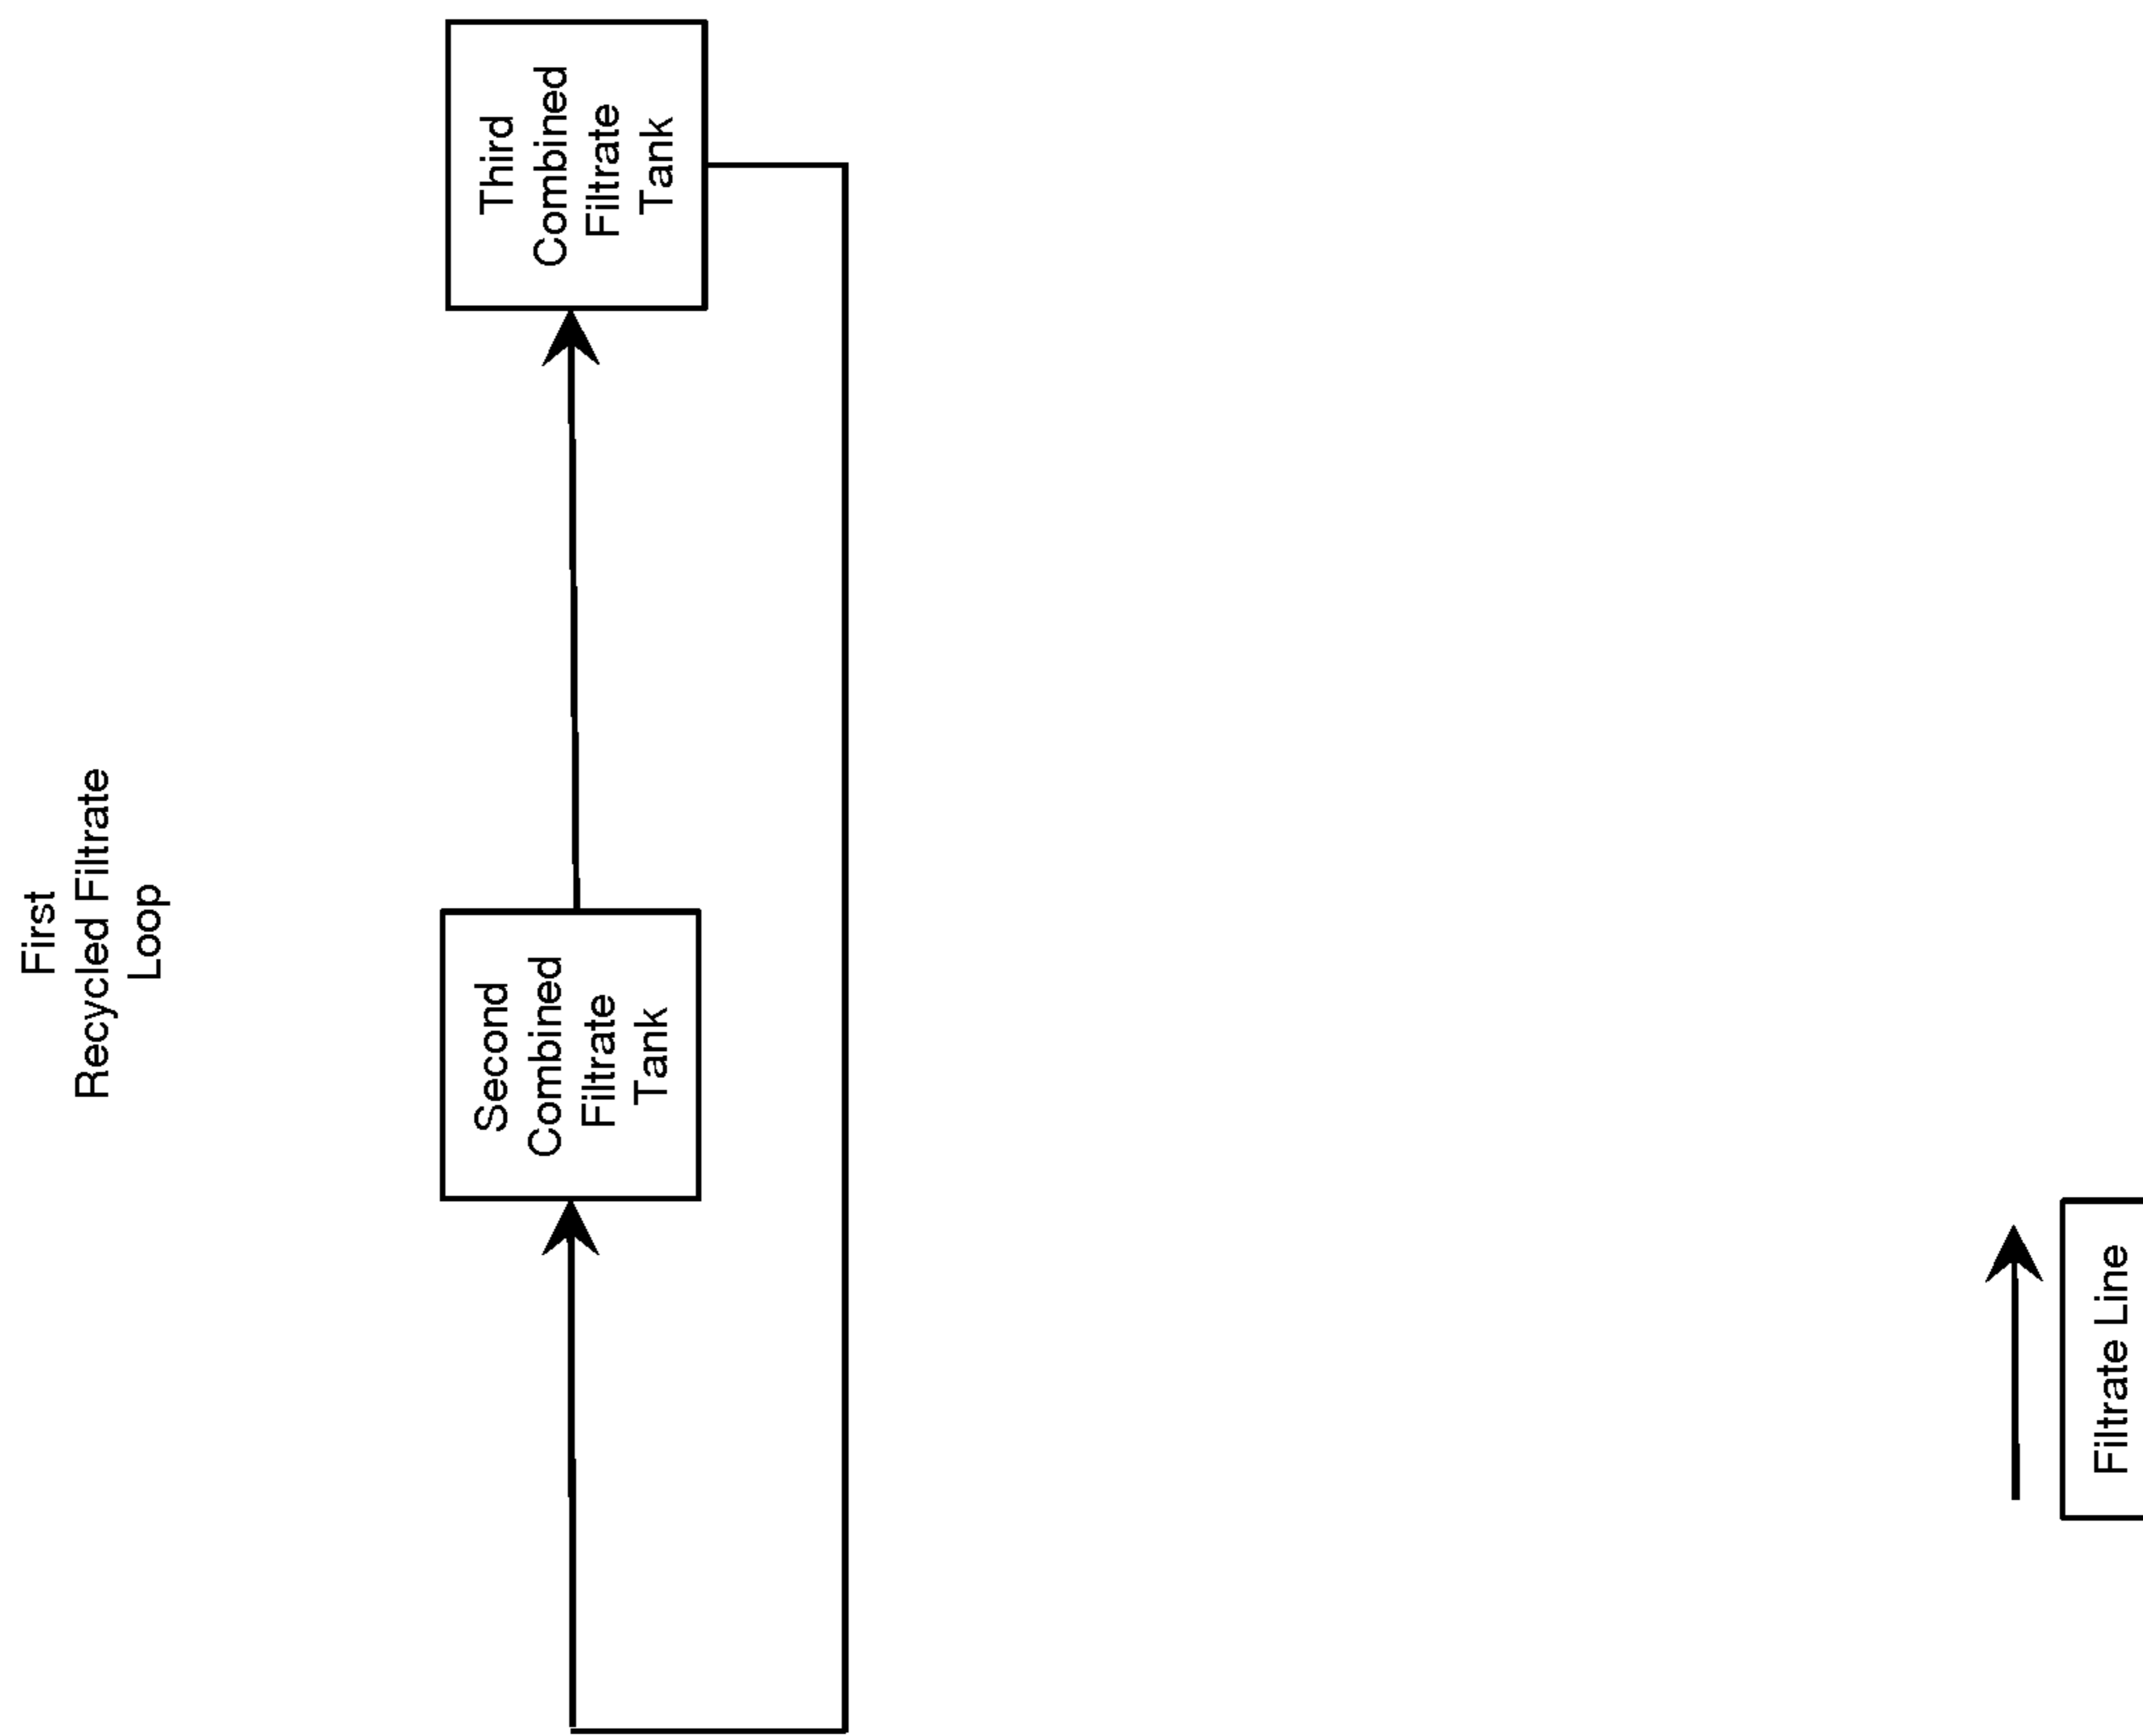 First
Recycled Filtrate
Loop
Second
Combined
Filtrate
Tank
Third
Combined
Filtrate
Tank
Filtrate Line